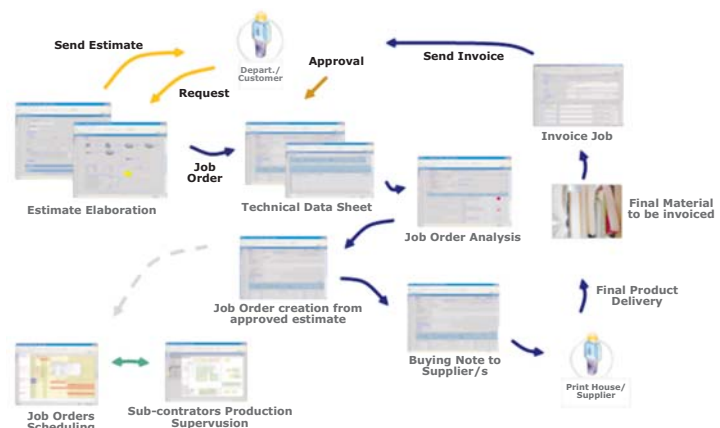 Send Estimate
Depart./
Customer
Approval
Send Invoice
Request
Invoice Job
Job
Order
Estimate Elaboration
Technical Data Sheet
Job Order Analysis
Final Material
to be invoiced
Job Order creation from
approved estimate
Final Product
Delivery
Buying Note to
Supplier/s
Print House/
Supplier
Job Orders
Scheduling
Sub-contrators Production
Supervusion